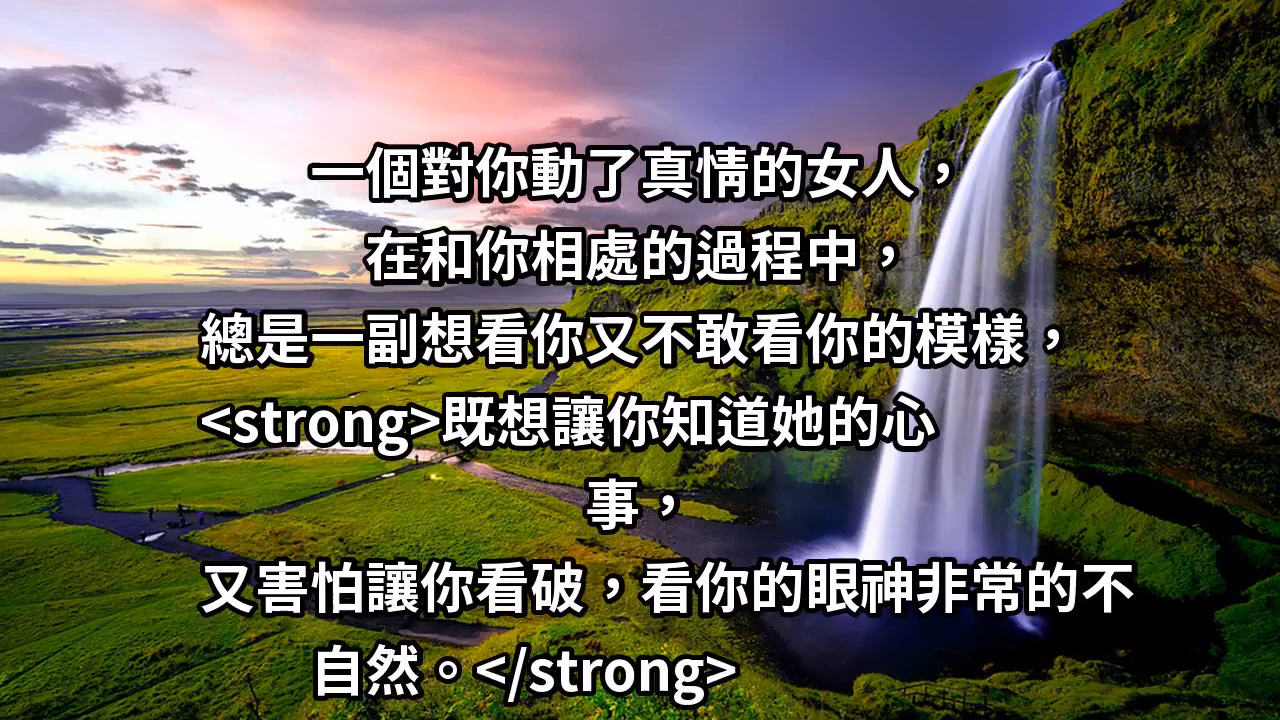 一個對你動了真情的女人，
在和你相處的過程中，
總是一副想看你又不敢看你的模樣，
<strong>既想讓你知道她的心
事，
又害怕讓你看破，看你的眼神非常的不
自然。</strong>